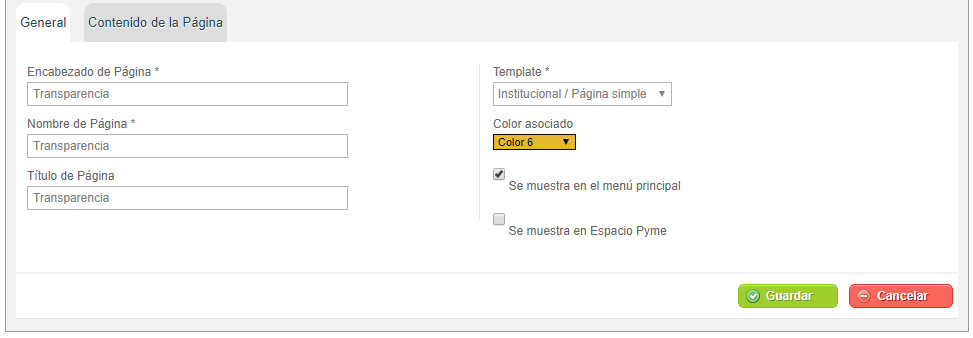 General
Contenido de la Página
Encabezado de Página *
Transparencia
Nombre de Página *
Transparencia
Título de Página
Transparencia
Template *
Institucional / Página simple
Color asociado
Color 6
Se muestra en el menú principal
Se muestra en Espacio Pyme
Guardar
Cancelar